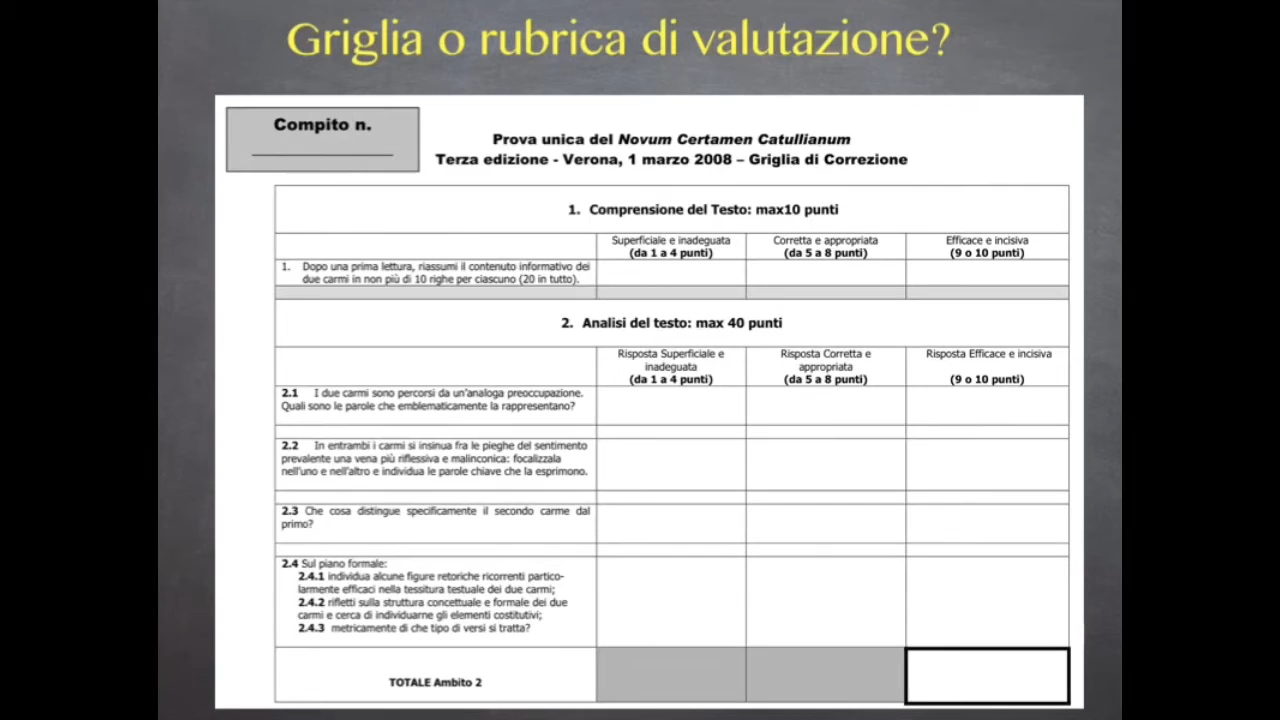 Griglia o rubrica di valutazione?
Compito n.
Prova unica del Novum Certamen Catullianum
Terza edizione - Verona, 1 marzo 2008 – Griglia di Correzione
1. Comprensione del Testo: max10 punti
Superficiale e inadeguata
(da 1 a 4 punti)
Corretta e appropriata
(da 5 a 8 punti)
Efficace e incisiva
(9 o 10 punti)
1. Dopo una prima lettura, riassumi il contenuto informativo dei
due carmi in non più di 10 righe per ciascuno (20 in tutto).
2. Analisi del testo: max 40 punti
Risposta Superficiale e
inadeguata
(da 1 a 4 punti)
Risposta Corretta e
appropriata
(da 5 a 8 punti)
Risposta Efficace e incisiva
(9 o 10 punti)
2.1 I due carmi sono percorsi da un'analoga preoccupazione.
Quali sono le parole che emblematicamente la rappresentano?
2.2 In entrambi i carmi si insinua fra le pieghe del sentimento
prevalente una vena più riflessiva e malinconica: focalizzala
nell'uno e nell'altro e individua le parole chiave che la esprimono.
2.3 Che cosa distingue specificamente il secondo carme dal
primo?
2.4 Sul piano formale:
2.4.1 individua alcune figure retoriche ricorrenti partico-
larmente efficaci nella tessitura testuale dei due carmi;
2.4.2 rifletti sulla struttura concettuale e formale dei due
carmi e cerca di individuarne gli elementi costitutivi;
2.4.3 metricamente di che tipo di versi si tratta?
TOTALE Ambito 2